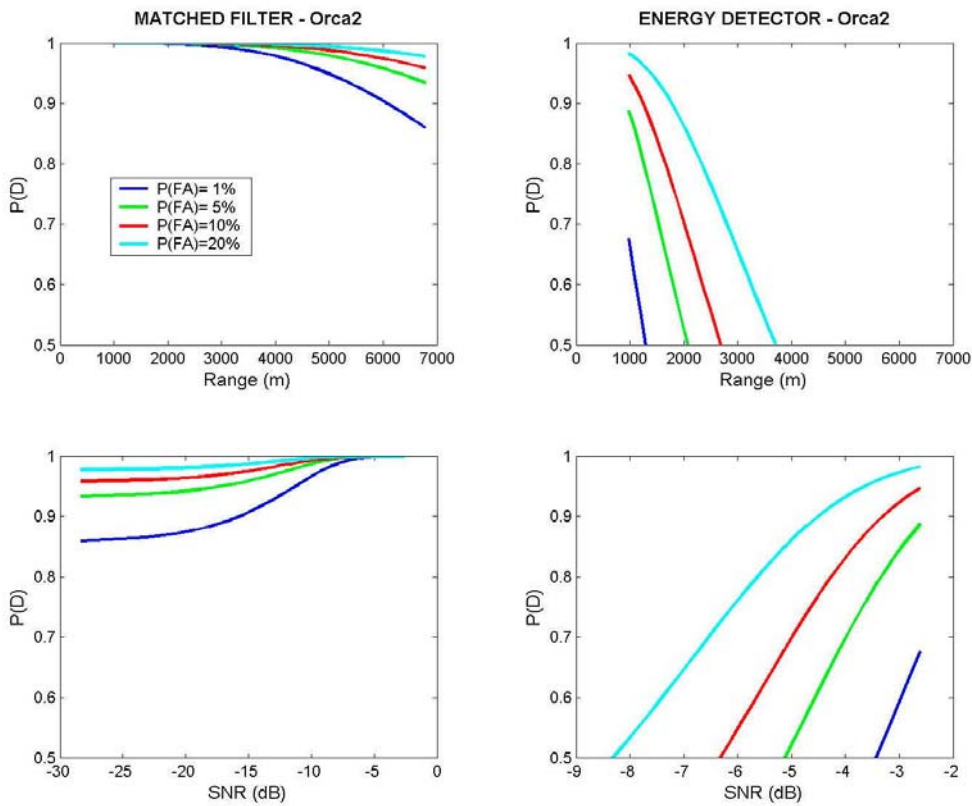 MATCHED FILTER - Orca2
1
0.9
0.8
0.7
0.6
0.5
P(D)
P(FA)= 1%
P(FA)= 5%
P(FA)=10%
P(FA)=20%
0 1000 2000 3000 4000 5000 6000 7000
Range (m)
ENERGY DETECTOR - Orca2
1
0.9
0.8
0.7
0.6
0.5
P(D)
0 1000 2000 3000 4000 5000 6000 7000
Range (m)
1
0.9
0.8
0.7
0.6
0.5
P(D)
-30 -25 -20 -15 -10 -5 0
SNR (dB)
1
0.9
0.8
0.7
0.6
0.5
P(D)
-9 -8 -7 -6 -5 -4 -3 -2
SNR (dB)